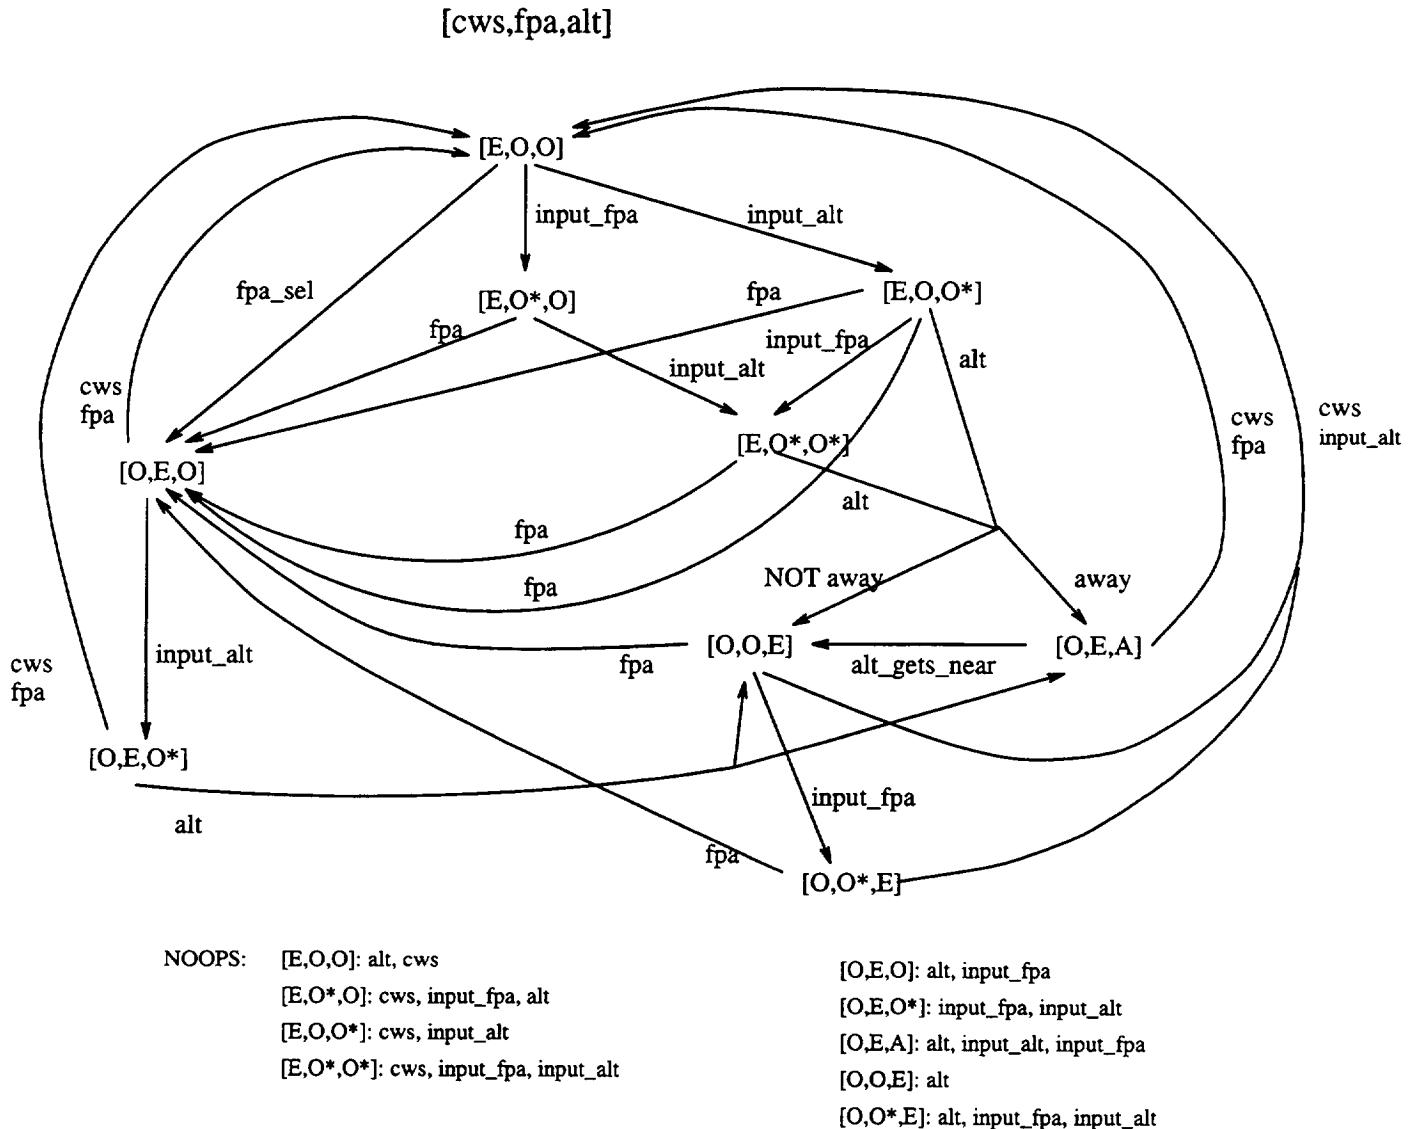 [cws,fpa,alt]
[E,O,O]
input_fpa
input_alt
fpa_sel
[E,O*,O]
fpa
[E,O,O*]
fpa
input_fpa
alt
input_alt
cws
fpa
cws
fpa
cws
input_alt
[E,O*,O*]
[O,E,O]
alt
fpa
fpa
NOT away
away
[O,O,E]
[O,E,A]
input_alt
fpa
alt_gets_near
cws
fpa
[O,E,O*]
input_fpa
alt
fpa
[O,O*,E]
NOOPS:
[E,O,O]: alt, cws
[E,O*,O]: cws, input_fpa, alt
[E,O,O*]: cws, input_alt
[E,O*,O*]: cws, input_fpa, input_alt
[O,E,O]: alt, input_fpa
[O,E,O*]: input_fpa, input_alt
[O,E,A]: alt, input_alt, input_fpa
[O,O,E]: alt
[O,O*,E]: alt, input_fpa, input_alt